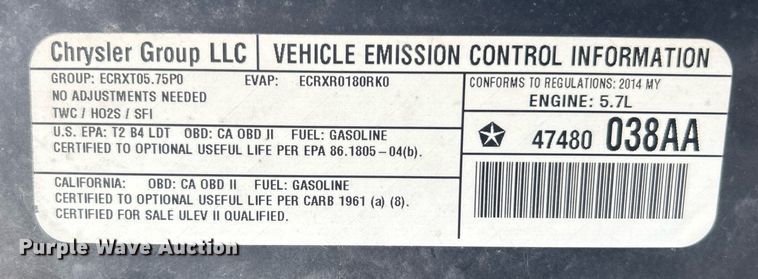 Chrysler Group LLC
VEHICLE EMISSION CONTROL INFORMATION
GROUP: ECRXT05.75P0 EVAP: ECRXR0180RK0
NO ADJUSTMENTS NEEDED
TWC / HO2S / SFI
CONFORMS TO REGULATIONS: 2014 MY
ENGINE: 5.7L
U.S. EPA: T2 B4 LDT OBD: CA OBD II FUEL: GASOLINE
CERTIFIED TO OPTIONAL USEFUL LIFE PER EPA 86.1805-04(b).
47480 038AA
CALIFORNIA: OBD: CA OBD II FUEL: GASOLINE
CERTIFIED TO OPTIONAL USEFUL LIFE PER CARB 1961 (a) (8).
CERTIFIED FOR SALE ULEV II QUALIFIED.
Purple Wave Auction